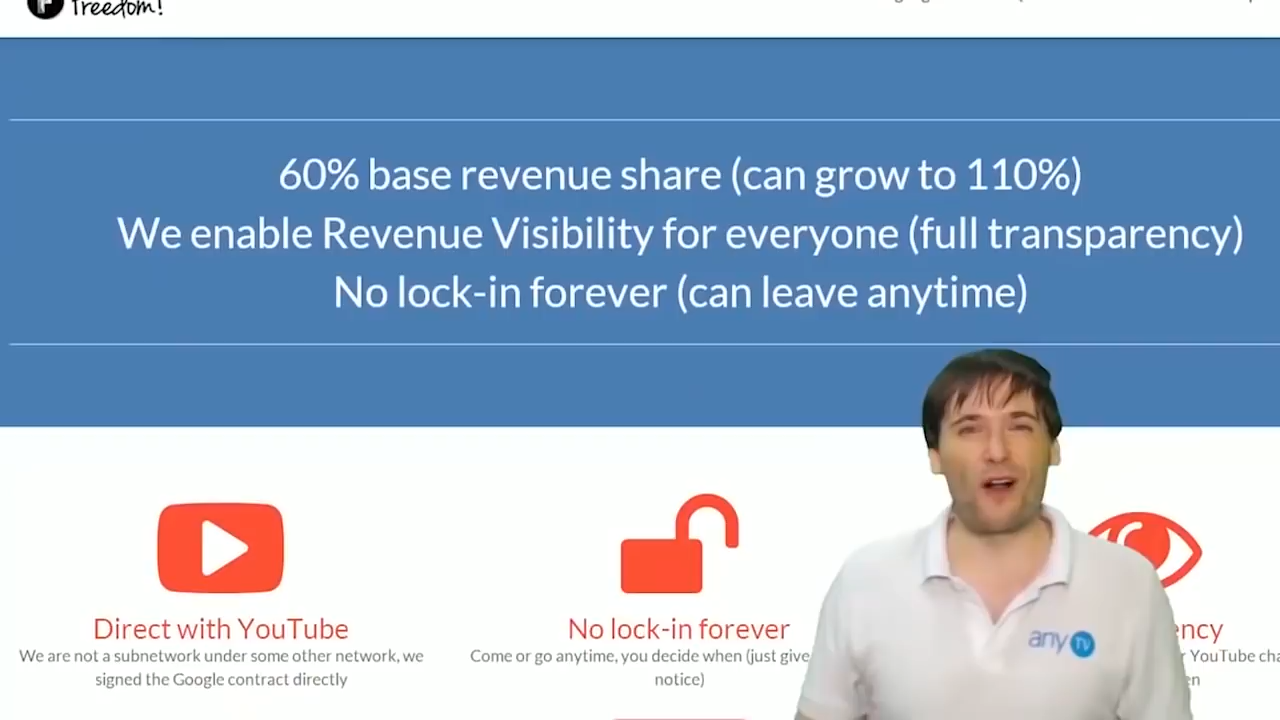 freedom!
60% base revenue share (can grow to 110%)
We enable Revenue Visibility for everyone (full transparency)
No lock-in forever (can leave anytime)
Direct with YouTube
We are not a subnetwork under some other network, we
signed the Google contract directly
No lock-in forever
Come or go anytime, you decide when (just give
notice)
ency
YouTube cha
en
any TV